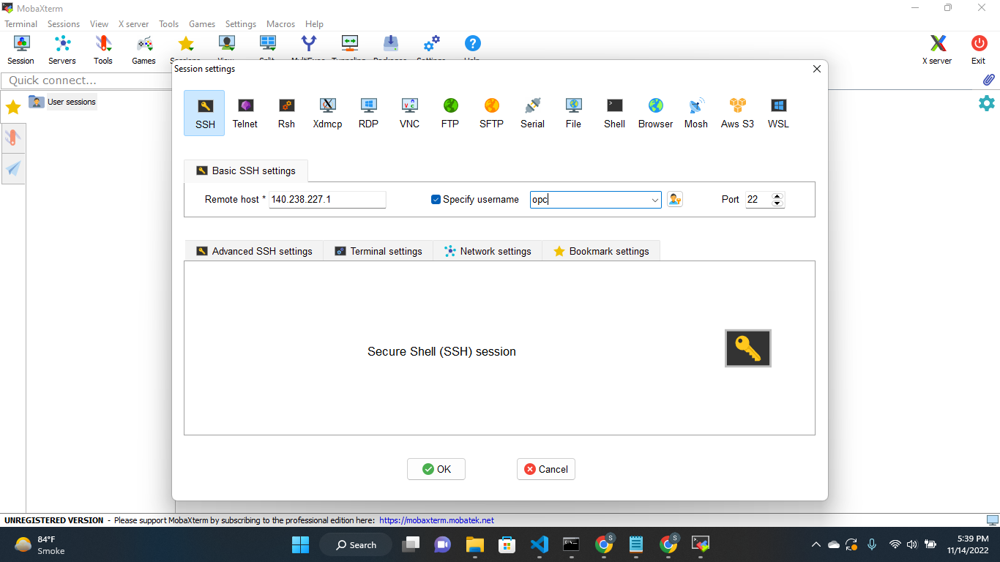 MobaXterm
Terminal Sessions View X server Tools Games Settings Macros Help
Session Servers Tools Games Sessions View Split MultiExec Tunneling Packages Settings Help X server Exit
Quick connect...
User sessions
Session settings
SSH Telnet Rsh Xdmcp RDP VNC FTP SFTP Serial File Shell Browser Mosh Aws S3 WSL
Basic SSH settings
Remote host * 140.238.227.1 Specify username opc Port 22
Advanced SSH settings Terminal settings Network settings Bookmark settings
Secure Shell (SSH) session
OK Cancel
UNREGISTERED VERSION - Please support MobaXterm by subscribing to the professional edition here: https://mobaxterm.mobatek.net
84°F
Smoke
Search
S
S
5:39 PM
11/14/2022